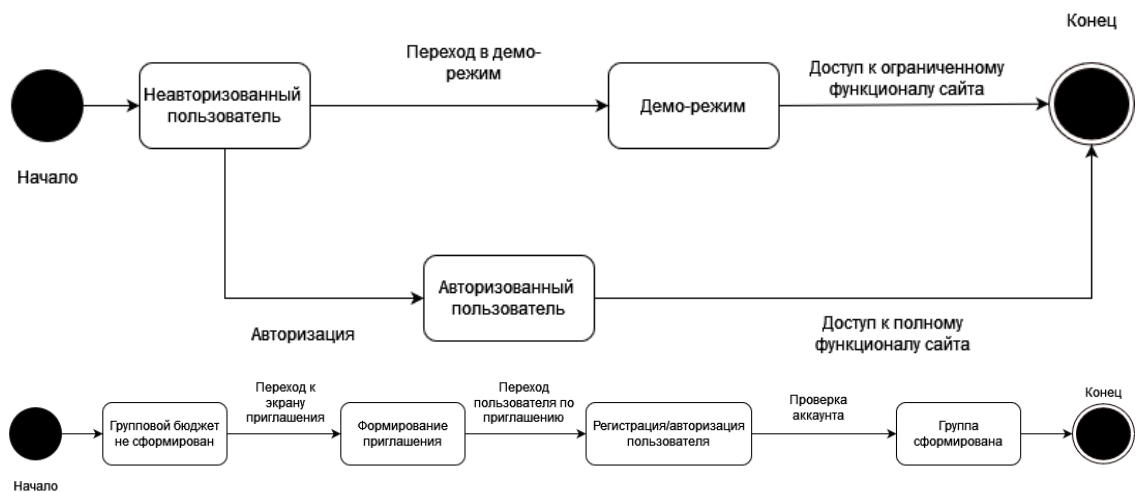 Конец
Переход в демо-
режим
Доступ к ограниченному
функционалу сайта
Неавторизованный
пользователь
Демо-режим
Начало
Авторизованный
пользователь
Авторизация
Доступ к полному
функционалу сайта
Переход к
экрану
приглашения
Переход
пользователя по
приглашению
Проверка
аккаунта
Конец
Групповой бюджет
не сформирован
Формирование
приглашения
Регистрация/авторизация
пользователя
Группа
сформирована
Начало